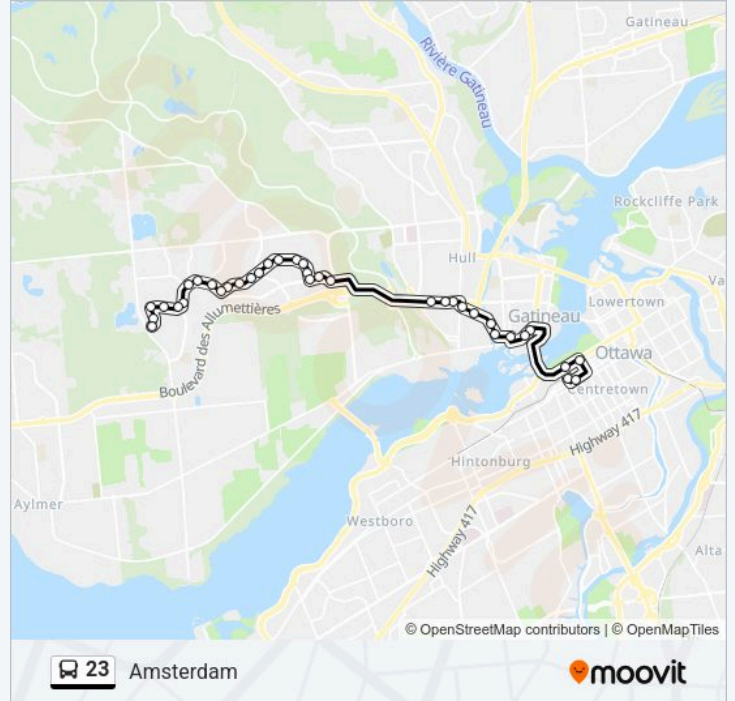 Gatineau
Rivière Gatineau
Rockcliffe Park
Hull
Va
Lowertown
Gatineau
Boulevard des Allumettières
Ottawa
Centretown
Highway 417
Hintonburg
Aylmer
Westboro
Highway 417
Alta
© OpenStreetMap contributors | © OpenMapTiles
23 Amsterdam
moovit